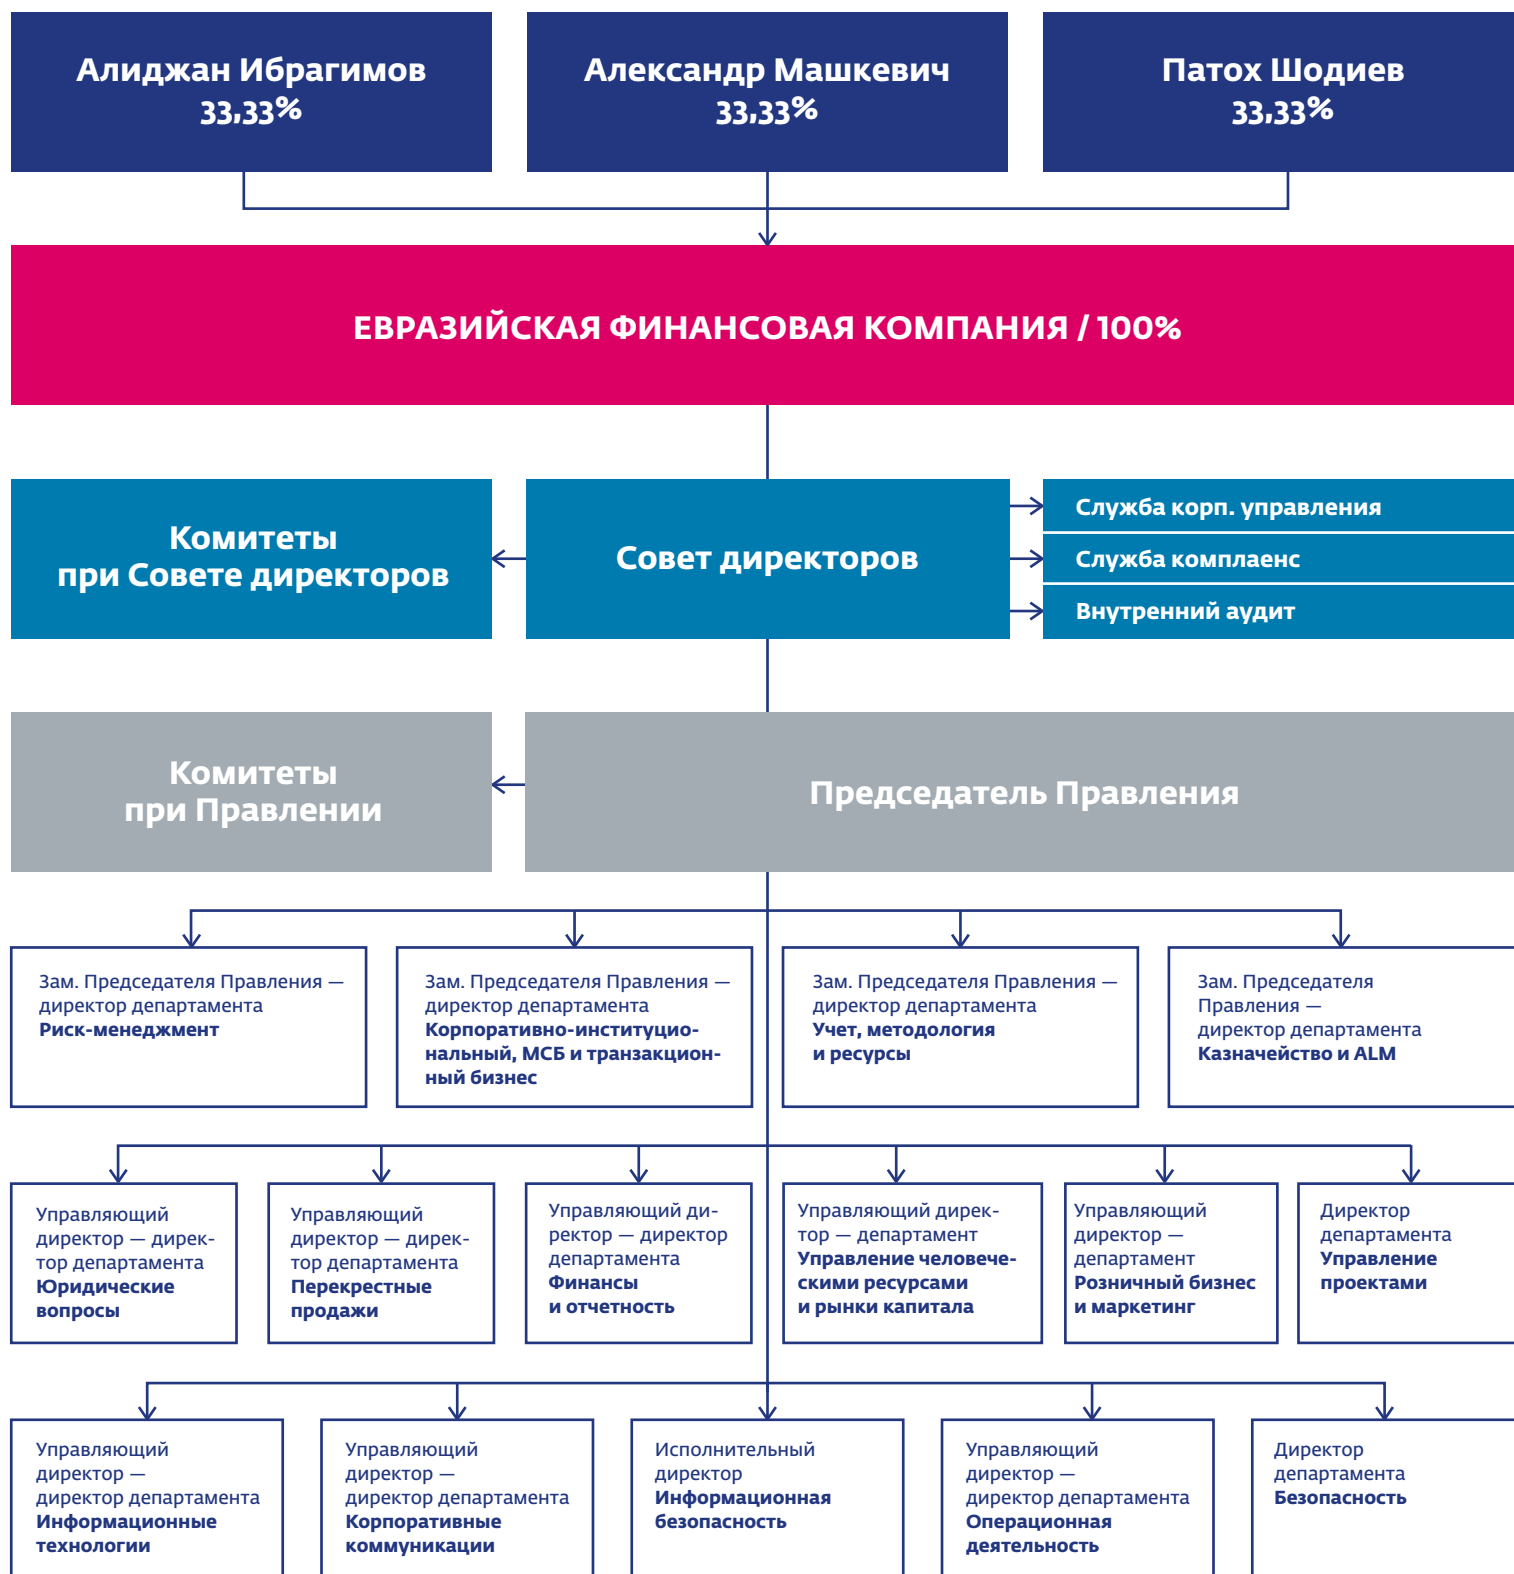 Алиджан Ибрагимов
33,33%
Александр Машкевич
33,33%
Патох Шодиев
33,33%
ЕВРАЗИЙСКАЯ ФИНАНСОВАЯ КОМПАНИЯ / 100%
Комитеты
при Совете директоров
Совет директоров
Служба корп. управления
Служба комплаенс
Внутренний аудит
Комитеты
при Правлении
Председатель Правления
Зам. Председателя Правления —
директор департамента
Риск-менеджмент
Зам. Председателя Правления —
директор департамента
Корпоративно-институцио-
нальный, МСБ и транзакцион-
ный бизнес
Зам. Председателя Правления —
директор департамента
Учет, методология
и ресурсы
Зам. Председателя
Правления —
директор департамента
Казначейство и ALM
Управляющий
директор — дирек-
тор департамента
Юридические
вопросы
Управляющий
директор — дирек-
тор департамента
Перекрестные
продажи
Управляющий ди-
ректор — директор
департамента
Финансы
и отчетность
Управляющий дирек-
тор — департамент
Управление человече-
скими ресурсами
и рынки капитала
Управляющий
директор —
департамент
Розничный бизнес
и маркетинг
Директор
департамента
Управление
проектами
Управляющий
директор —
директор департамента
Информационные
технологии
Управляющий
директор —
директор департамента
Корпоративные
коммуникации
Исполнительный
директор
Информационная
безопасность
Управляющий
директор —
директор департамента
Операционная
деятельность
Директор
департамента
Безопасность